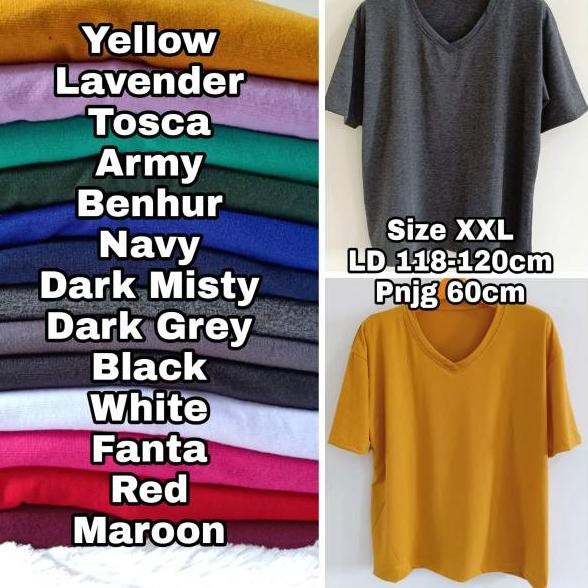 Yellow
Lavender
Tosca
Army
Benhur
Navy
Dark Misty
Dark Grey
Black
White
Fanta
Red
Maroon
Size XXL
LD 118-120cm
Pnjg 60cm